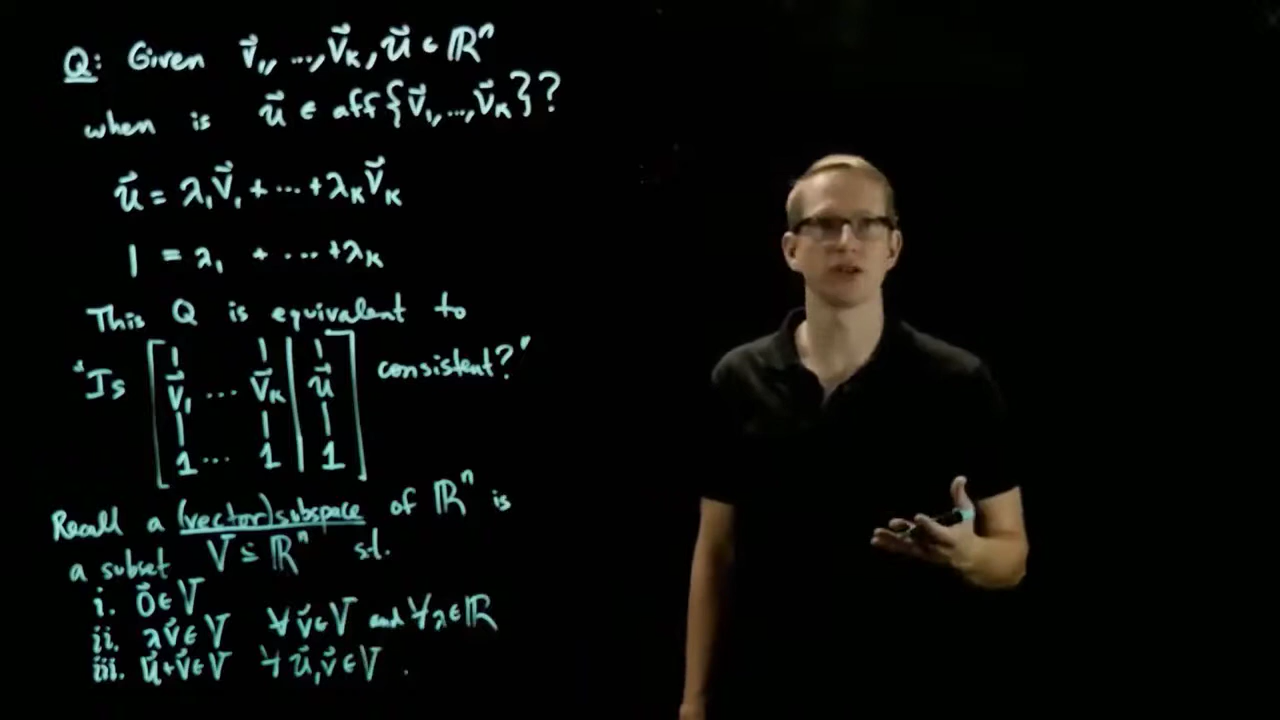 Q: Given v⃗₁, ..., v⃗ₖ, u⃗ ∈ ℝⁿ
when is u⃗ ∈ aff{v⃗₁, ..., v⃗ₖ}?
u⃗ = λ₁v⃗₁ + ... + λₖv⃗ₖ
1 = λ₁ + ... + λₖ
This Q is equivalent to
"Is [ | | | |
v⃗₁ ... v⃗ₖ | u⃗ consistent?"
| | | |
1 ... 1 | 1 ]
Recall a (vector) subspace of ℝⁿ is
a subset V ⊆ ℝⁿ s.t.
i. 0⃗ ∈ V
ii. λv⃗ ∈ V ∀ v⃗ ∈ V and ∀ λ ∈ ℝ
iii. u⃗ + v⃗ ∈ V ∀ u⃗, v⃗ ∈ V.